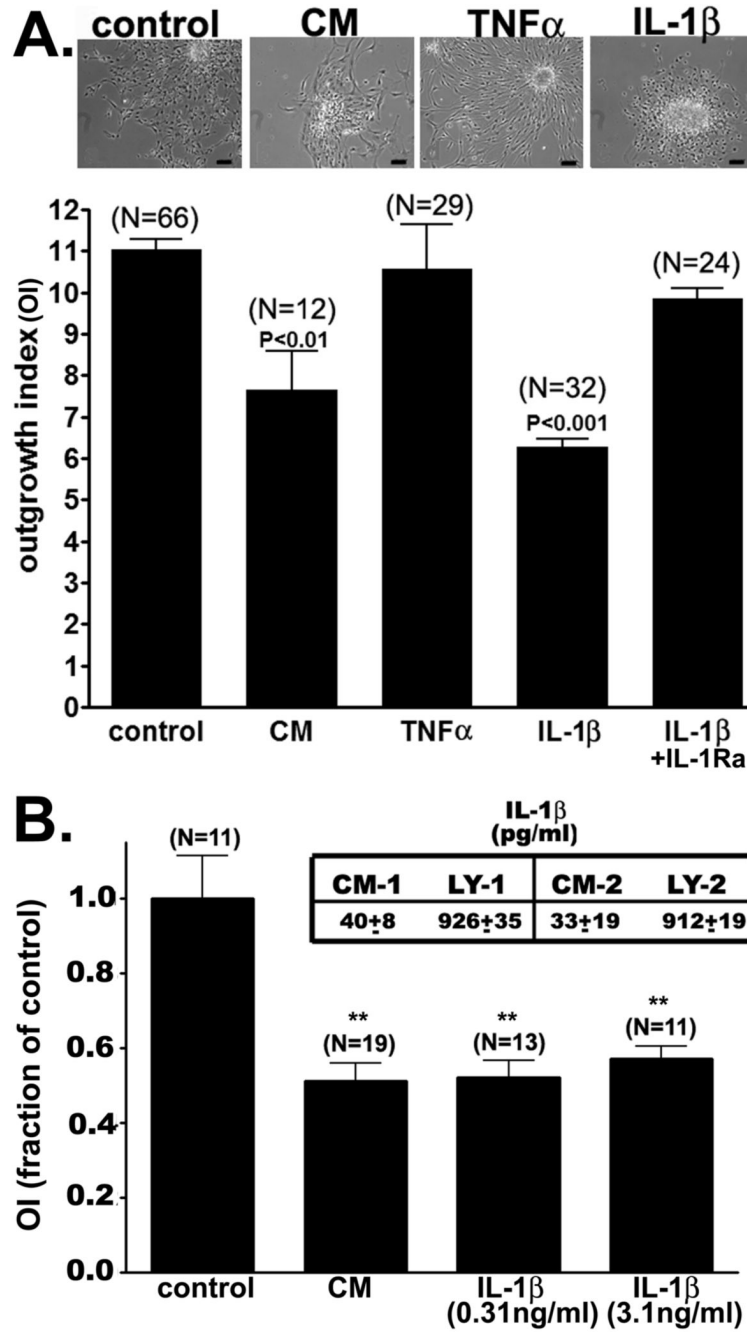 A.
control CM TNFα IL-1β
outgrowth index (OI)
12
11
10
9
8
7
6
5
4
3
2
1
0
(N=66)
(N=12)
P<0.01
(N=29)
(N=32)
P<0.001
(N=24)
control CM TNFα IL-1β IL-1β
+IL-1Ra
B.
OI (fraction of control)
1.0
0.8
0.6
0.4
0.2
0.0
(N=11)
**
(N=19)
**
(N=13)
**
(N=11)
IL-1β
(pg/ml)
CM-1 LY-1 CM-2 LY-2
40±8 926±35 33±19 912±19
control CM IL-1β IL-1β
(0.31ng/ml) (3.1ng/ml)